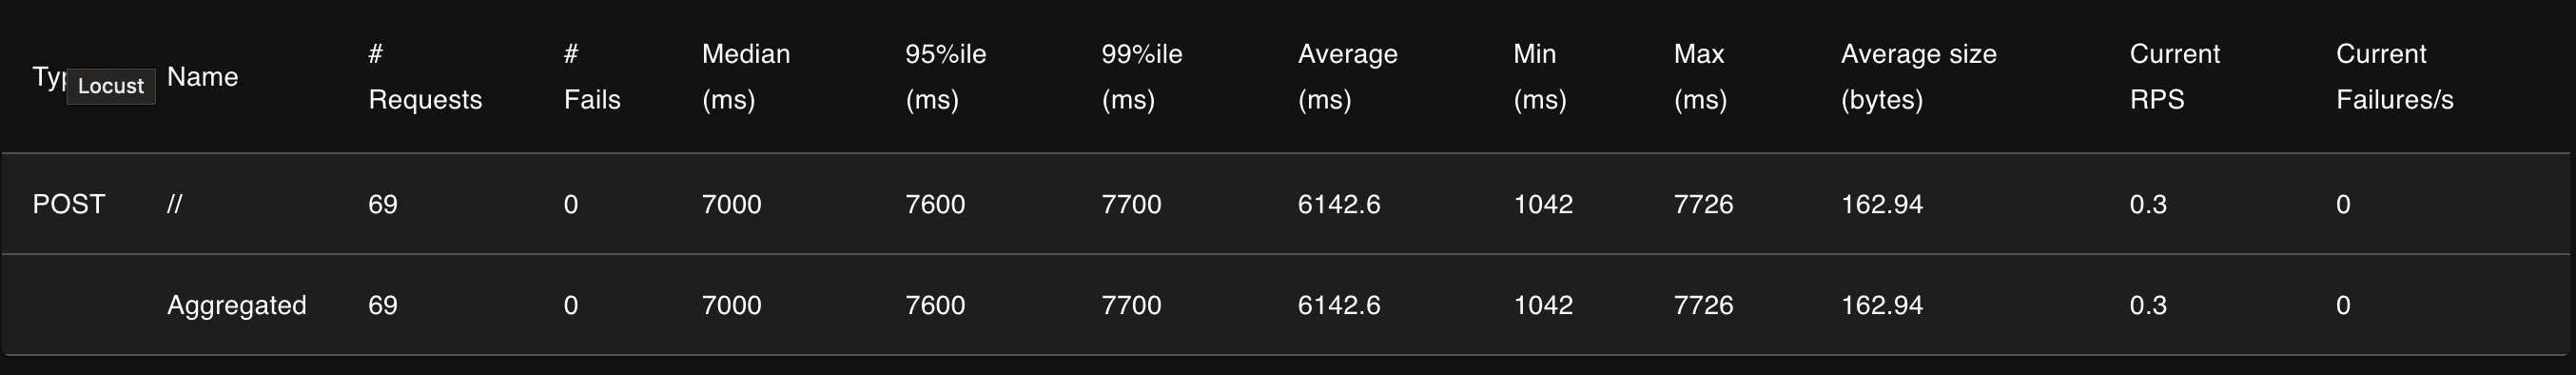 Typ Locust Name # Requests # Fails Median (ms) 95%ile (ms) 99%ile (ms) Average (ms) Min (ms) Max (ms) Average size (bytes) Current RPS Current Failures/s
POST // 69 0 7000 7600 7700 6142.6 1042 7726 162.94 0.3 0
Aggregated 69 0 7000 7600 7700 6142.6 1042 7726 162.94 0.3 0